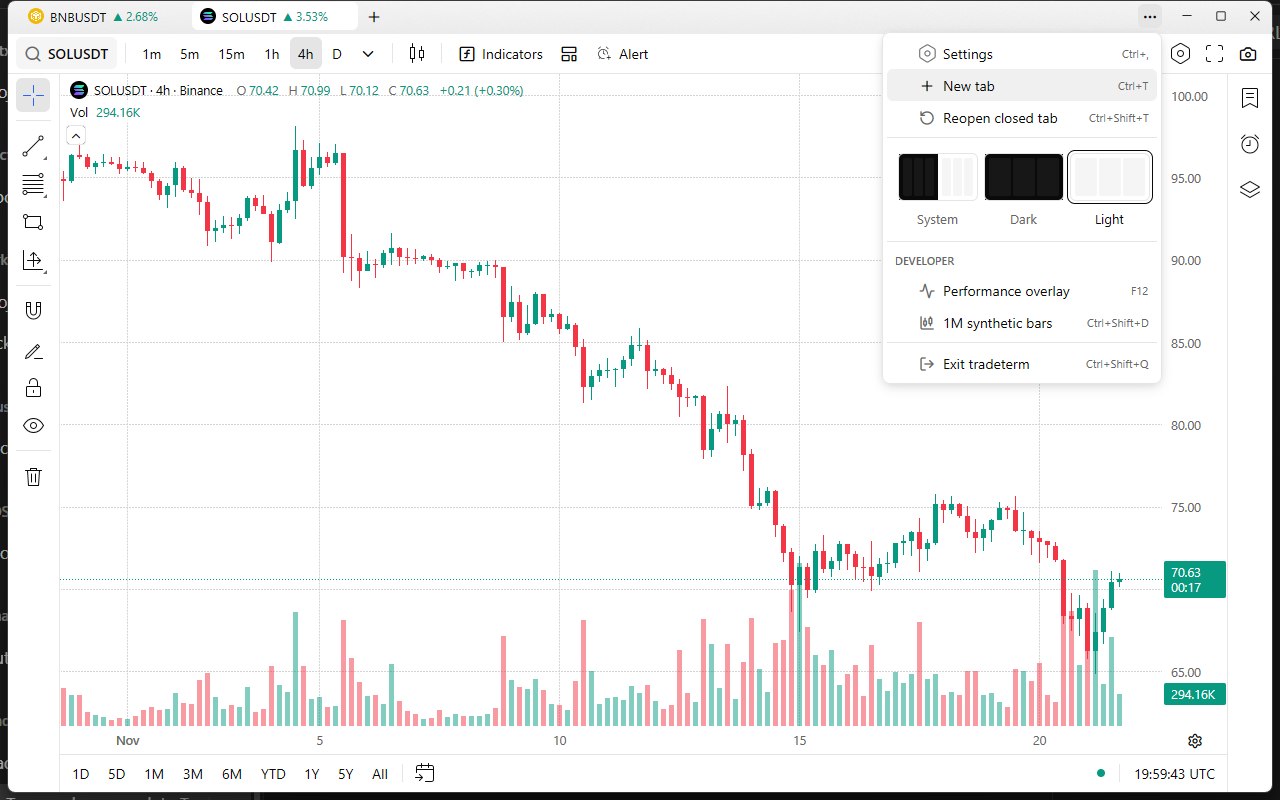 BNBUSDT ▲ 2.68%
SOLUSDT ▲ 3.53%
SOLUSDT
1m 5m 15m 1h 4h D
Indicators
Alert
SOLUSDT · 4h · Binance O 70.42 H 70.99 L 70.12 C 70.63 +0.21 (+0.30%)
Vol 294.16K
Settings Ctrl+,
New tab Ctrl+T
Reopen closed tab Ctrl+Shift+T
System Dark Light
DEVELOPER
Performance overlay F12
1M synthetic bars Ctrl+Shift+D
Exit tradeterm Ctrl+Shift+Q
100.00
95.00
90.00
85.00
80.00
75.00
70.63
00:17
65.00
294.16K
Nov 5 10 15 20
1D 5D 1M 3M 6M YTD 1Y 5Y All
19:59:43 UTC